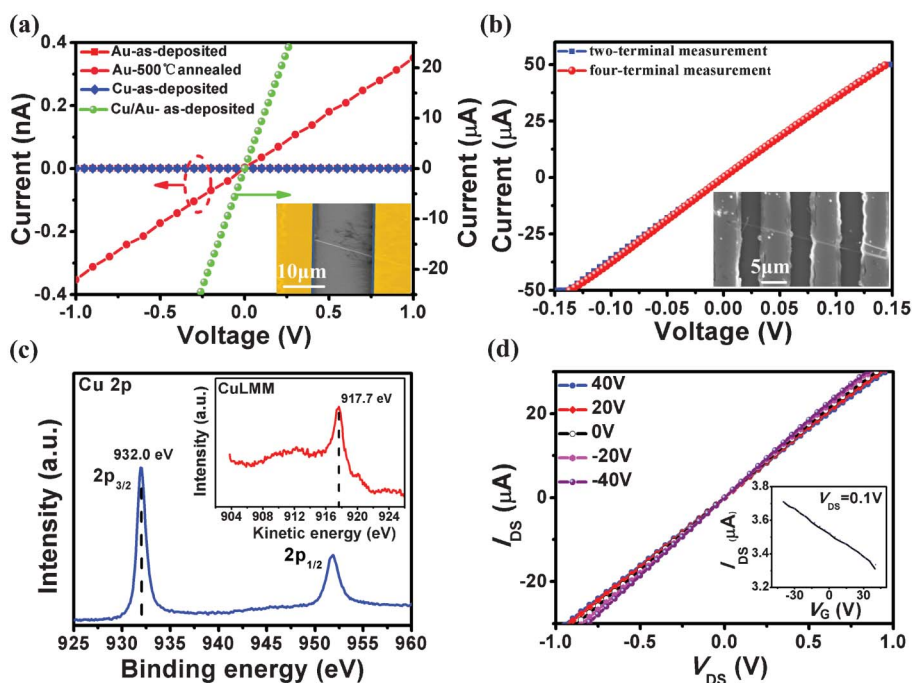 (a)
Au-as-deposited
Au-500℃annealed
Cu-as-deposited
Cu/Au- as-deposited
Current (nA)
0.4
0.2
0.0
-0.2
-0.4
Current (μA)
20
10
0
-10
-20
10μm
-1.0 -0.5 0.0 0.5 1.0
Voltage (V)
(b)
two-terminal measurement
four-terminal measurement
Current (μA)
50
25
0
-25
-50
5μm
-0.15 -0.10 -0.05 0.00 0.05 0.10 0.15
Voltage (V)
(c)
Cu 2p
932.0 eV
2p3/2
2p1/2
Intensity (a.u.)
925 930 935 940 945 950 955 960
Binding energy (eV)
CuLMM
917.7 eV
Intensity (a.u.)
904 908 912 916 920 924
Kinetic energy (eV)
(d)
40V
20V
0V
-20V
-40V
IDS (μA)
20
0
-20
-1.0 -0.5 0.0 0.5 1.0
VDS (V)
VDS=0.1V
IDS (μA)
3.8
3.6
3.4
3.2
-30 0 30
VG (V)